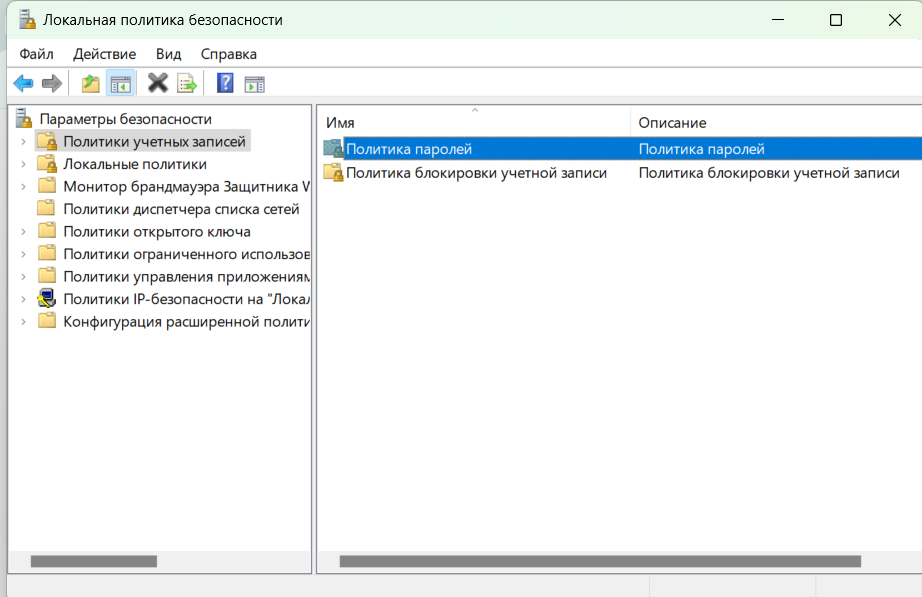 Локальная политика безопасности
Файл Действие Вид Справка
Параметры безопасности
Политики учетных записей
Локальные политики
Монитор брандмауэра Защитника W
Политики диспетчера списка сетей
Политики открытого ключа
Политики ограниченного использов
Политики управления приложениям
Политики IP-безопасности на "Локал
Конфигурация расширенной полити
Имя Описание
Политика паролей Политика паролей
Политика блокировки учетной записи Политика блокировки учетной записи